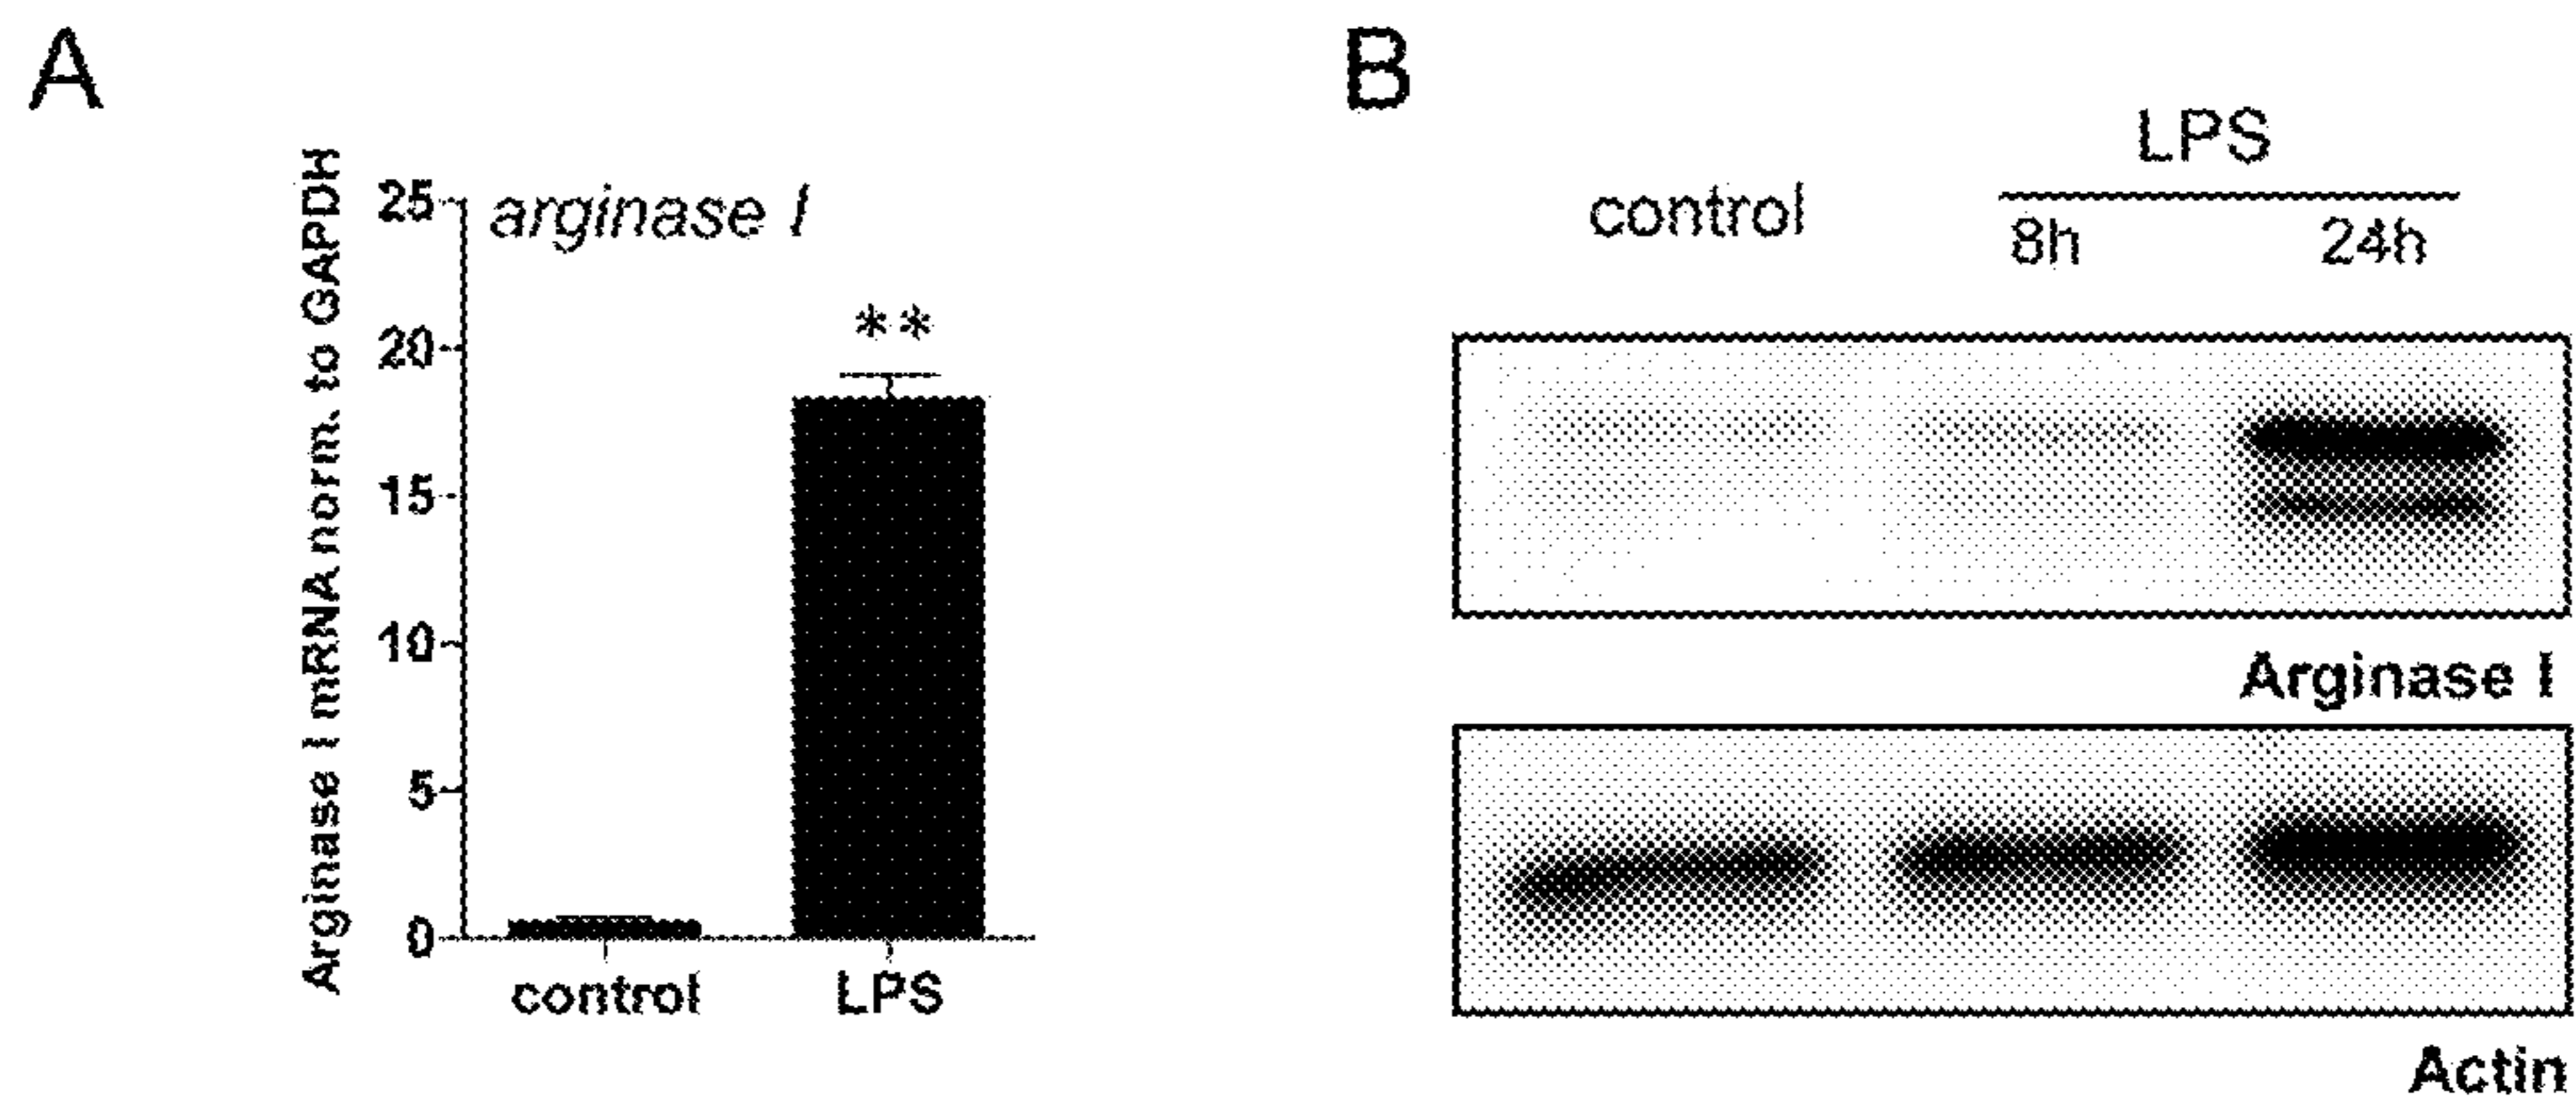 A
Arginase I mRNA norm. to GAPDH
25
20
15
10
5
0
arginase I
**
control
LPS
B
LPS
control
8h
24h
Arginase I
Actin